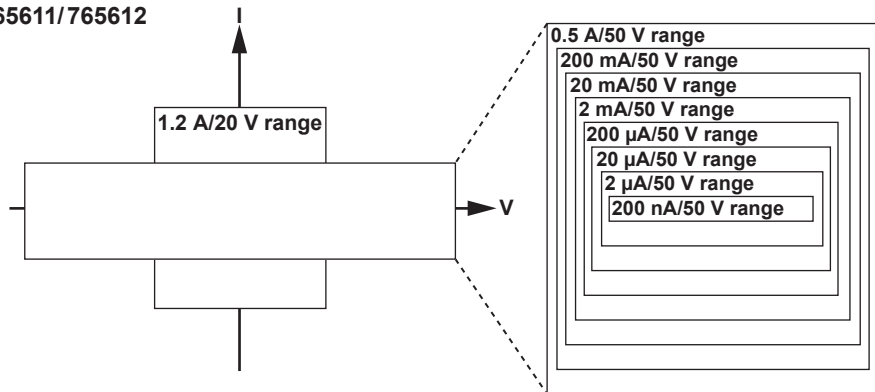 65611/765612
I
1.2 A/20 V range
V
0.5 A/50 V range
200 mA/50 V range
20 mA/50 V range
2 mA/50 V range
200 μA/50 V range
20 μA/50 V range
2 μA/50 V range
200 nA/50 V range